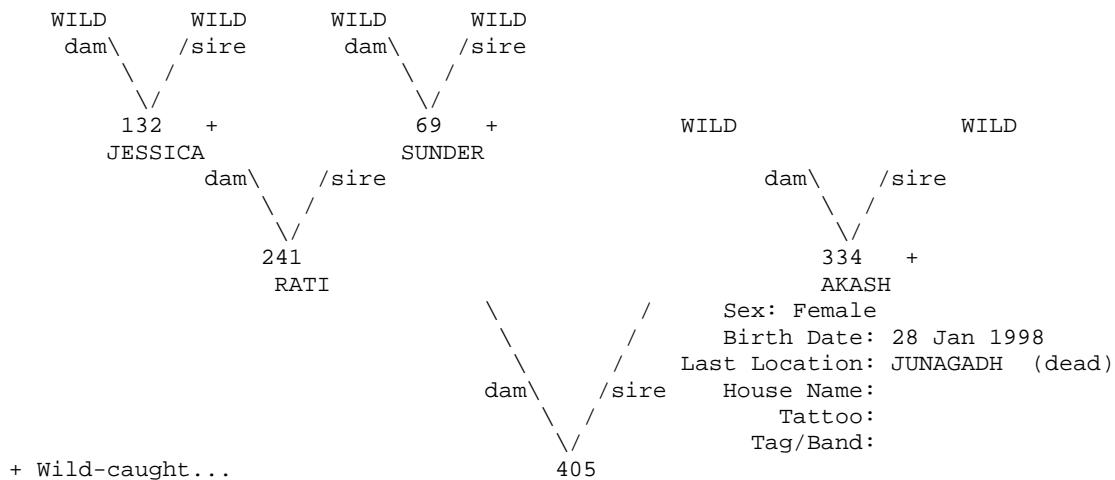 WILD WILD WILD WILD
dam\ /sire dam\ /sire
\ / \ /
\ / \ /
\/ \/
132 + 69 + WILD WILD
JESSICA SUNDER
dam\ /sire dam\ /sire
\ / \ /
\ / \ /
\/ \/
241 334 +
RATI AKASH
\ / Sex: Female
\ / Birth Date: 28 Jan 1998
\ / Last Location: JUNAGADH (dead)
dam\ /sire House Name:
\ / Tattoo:
\/ Tag/Band:
+ Wild-caught... 405